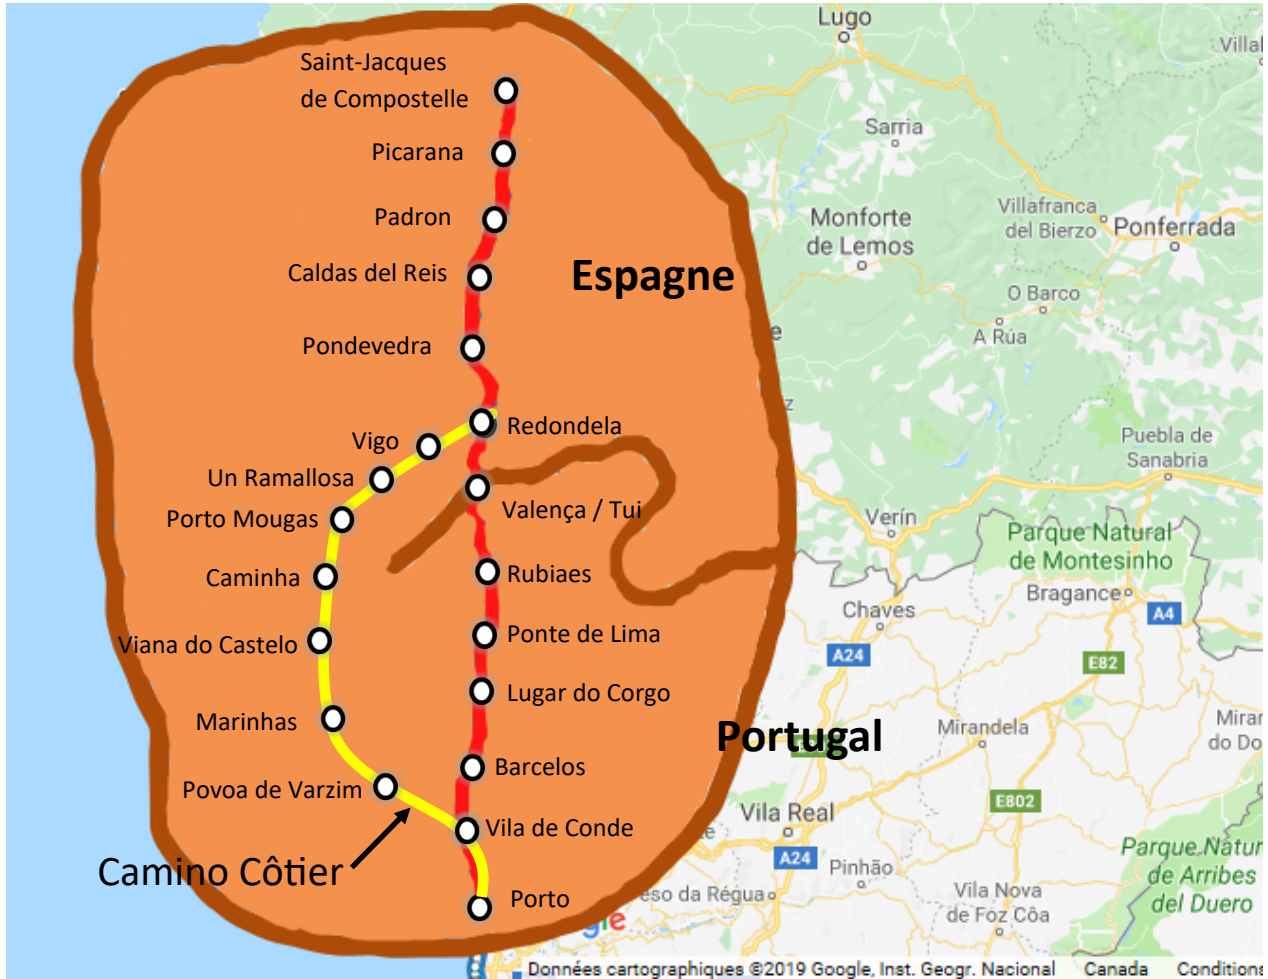 Saint-Jacques
de Compostelle
Picarana
Padron
Caldas del Reis
Pondevedra
Espagne
Redondela
Vigo
Un Ramallosa
Porto Mougas
Valença / Tui
Caminha
Rubiaes
Viana do Castelo
Ponte de Lima
Lugar do Corgo
Marinhas
Portugal
Barcelos
Povoa de Varzim
Vila de Conde
Camino Côtier
Porto
Lugo
Sarria
Monforte
de Lemos
Villafranca
del Bierzo
Ponferrada
O Barco
A Rúa
Puebla de
Sanabria
Verín
Parque Natural
de Montesinho
Bragance
Chaves
A4
A24
E82
Mirandela
Vila Real
E802
A24
Pinhão
Vila Nova
de Foz Côa
de Arribes
del Duero
Données cartographiques ©2019 Google, Inst. Geogr. Nacional Canada Conditions